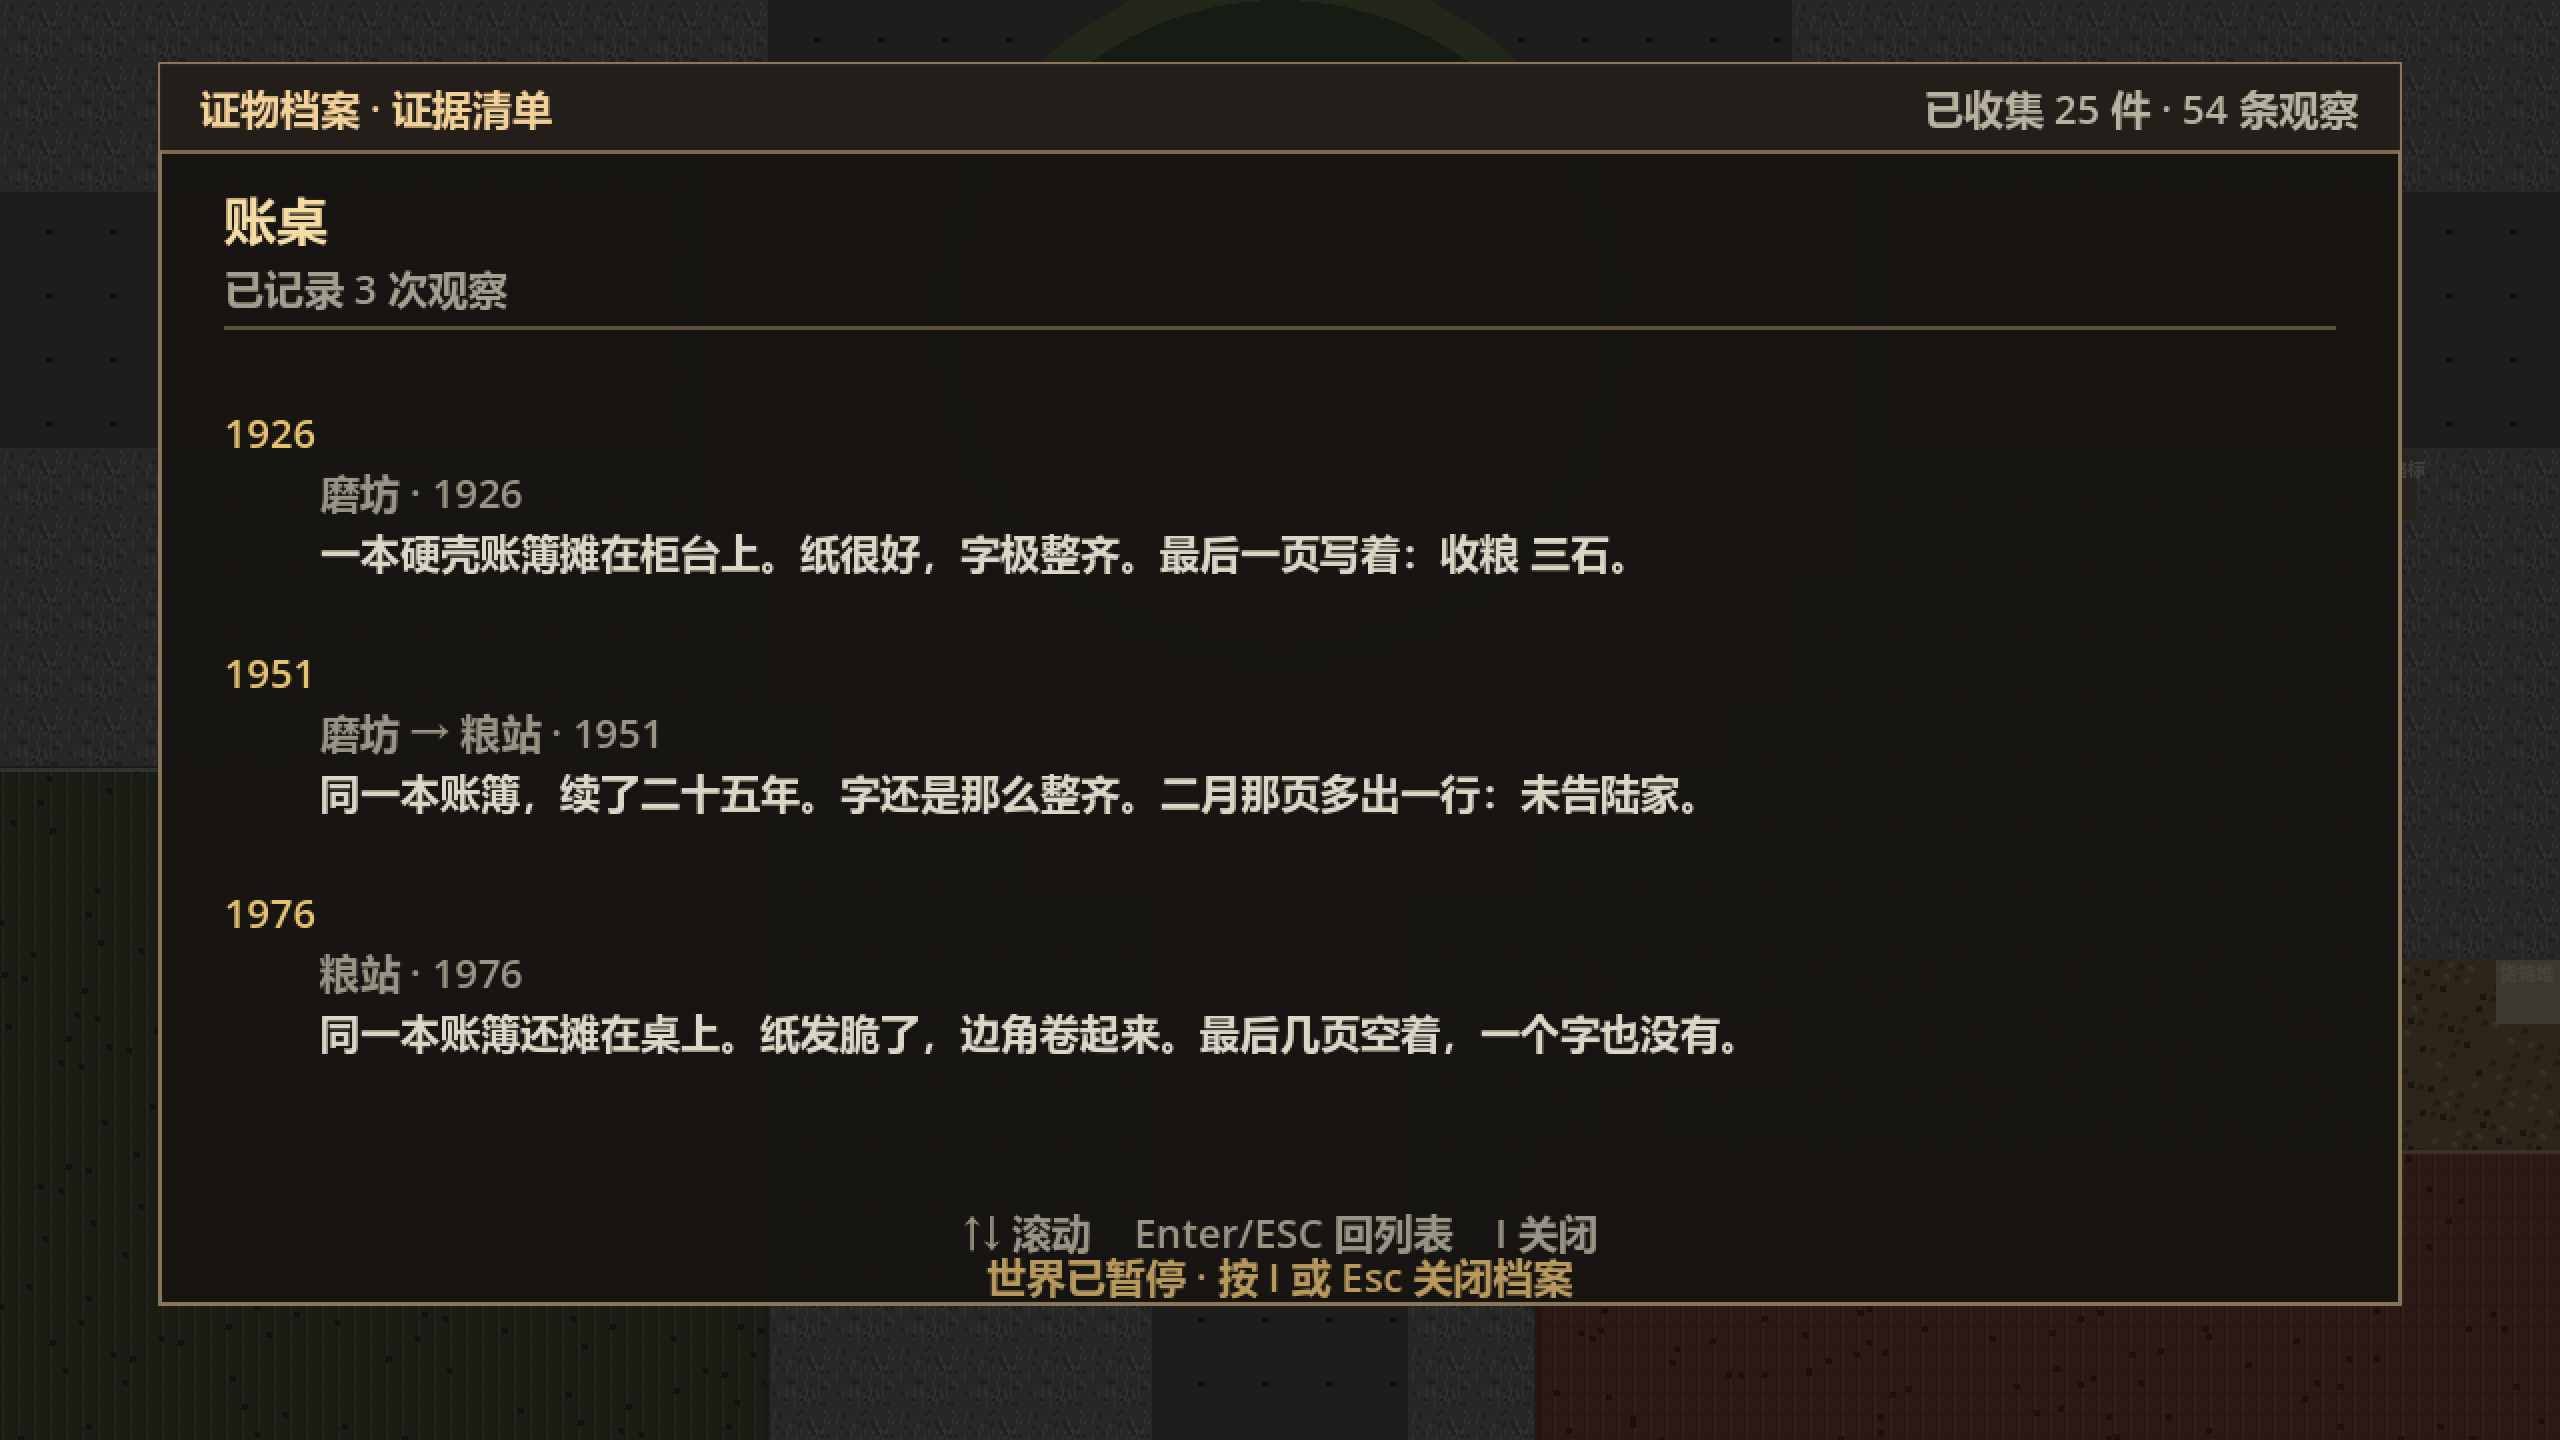 证物档案 · 证据清单
已收集 25 件 · 54 条观察
账桌
已记录 3 次观察
1926
磨坊 · 1926
一本硬壳账簿摊在柜台上。纸很好，字极整齐。最后一页写着：收粮 三石。
1951
磨坊 → 粮站 · 1951
同一本账簿，续了二十五年。字还是那么整齐。二月那页多出一行：未告陆家。
1976
粮站 · 1976
同一本账簿还摊在桌上。纸发脆了，边角卷起来。最后几页空着，一个字也没有。
↑↓ 滚动 Enter/ESC 回列表 I 关闭
世界已暂停 · 按 I 或 Esc 关闭档案